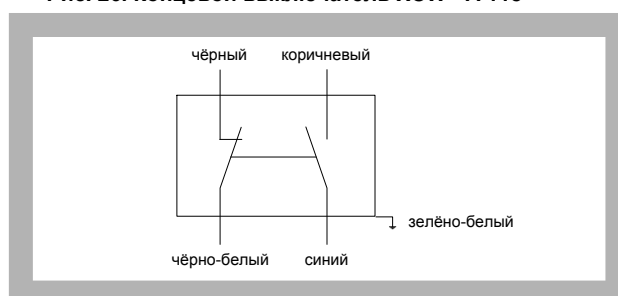 чёрный коричневый
зелёно-белый
чёрно-белый синий